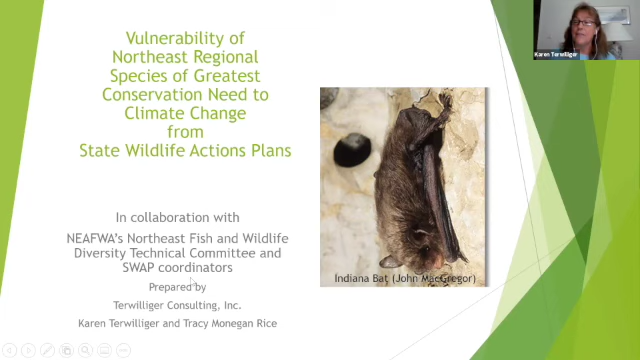 Vulnerability of
Northeast Regional
Species of Greatest
Conservation Need to
Climate Change
from
State Wildlife Actions Plans
In collaboration with
NEAFWA's Northeast Fish and Wildlife
Diversity Technical Committee and
SWAP coordinators
Prepared by
Terwilliger Consulting, Inc.
Karen Terwilliger and Tracy Monegan Rice
Indiana Bat (John MacGregor)
Karen Terwilliger